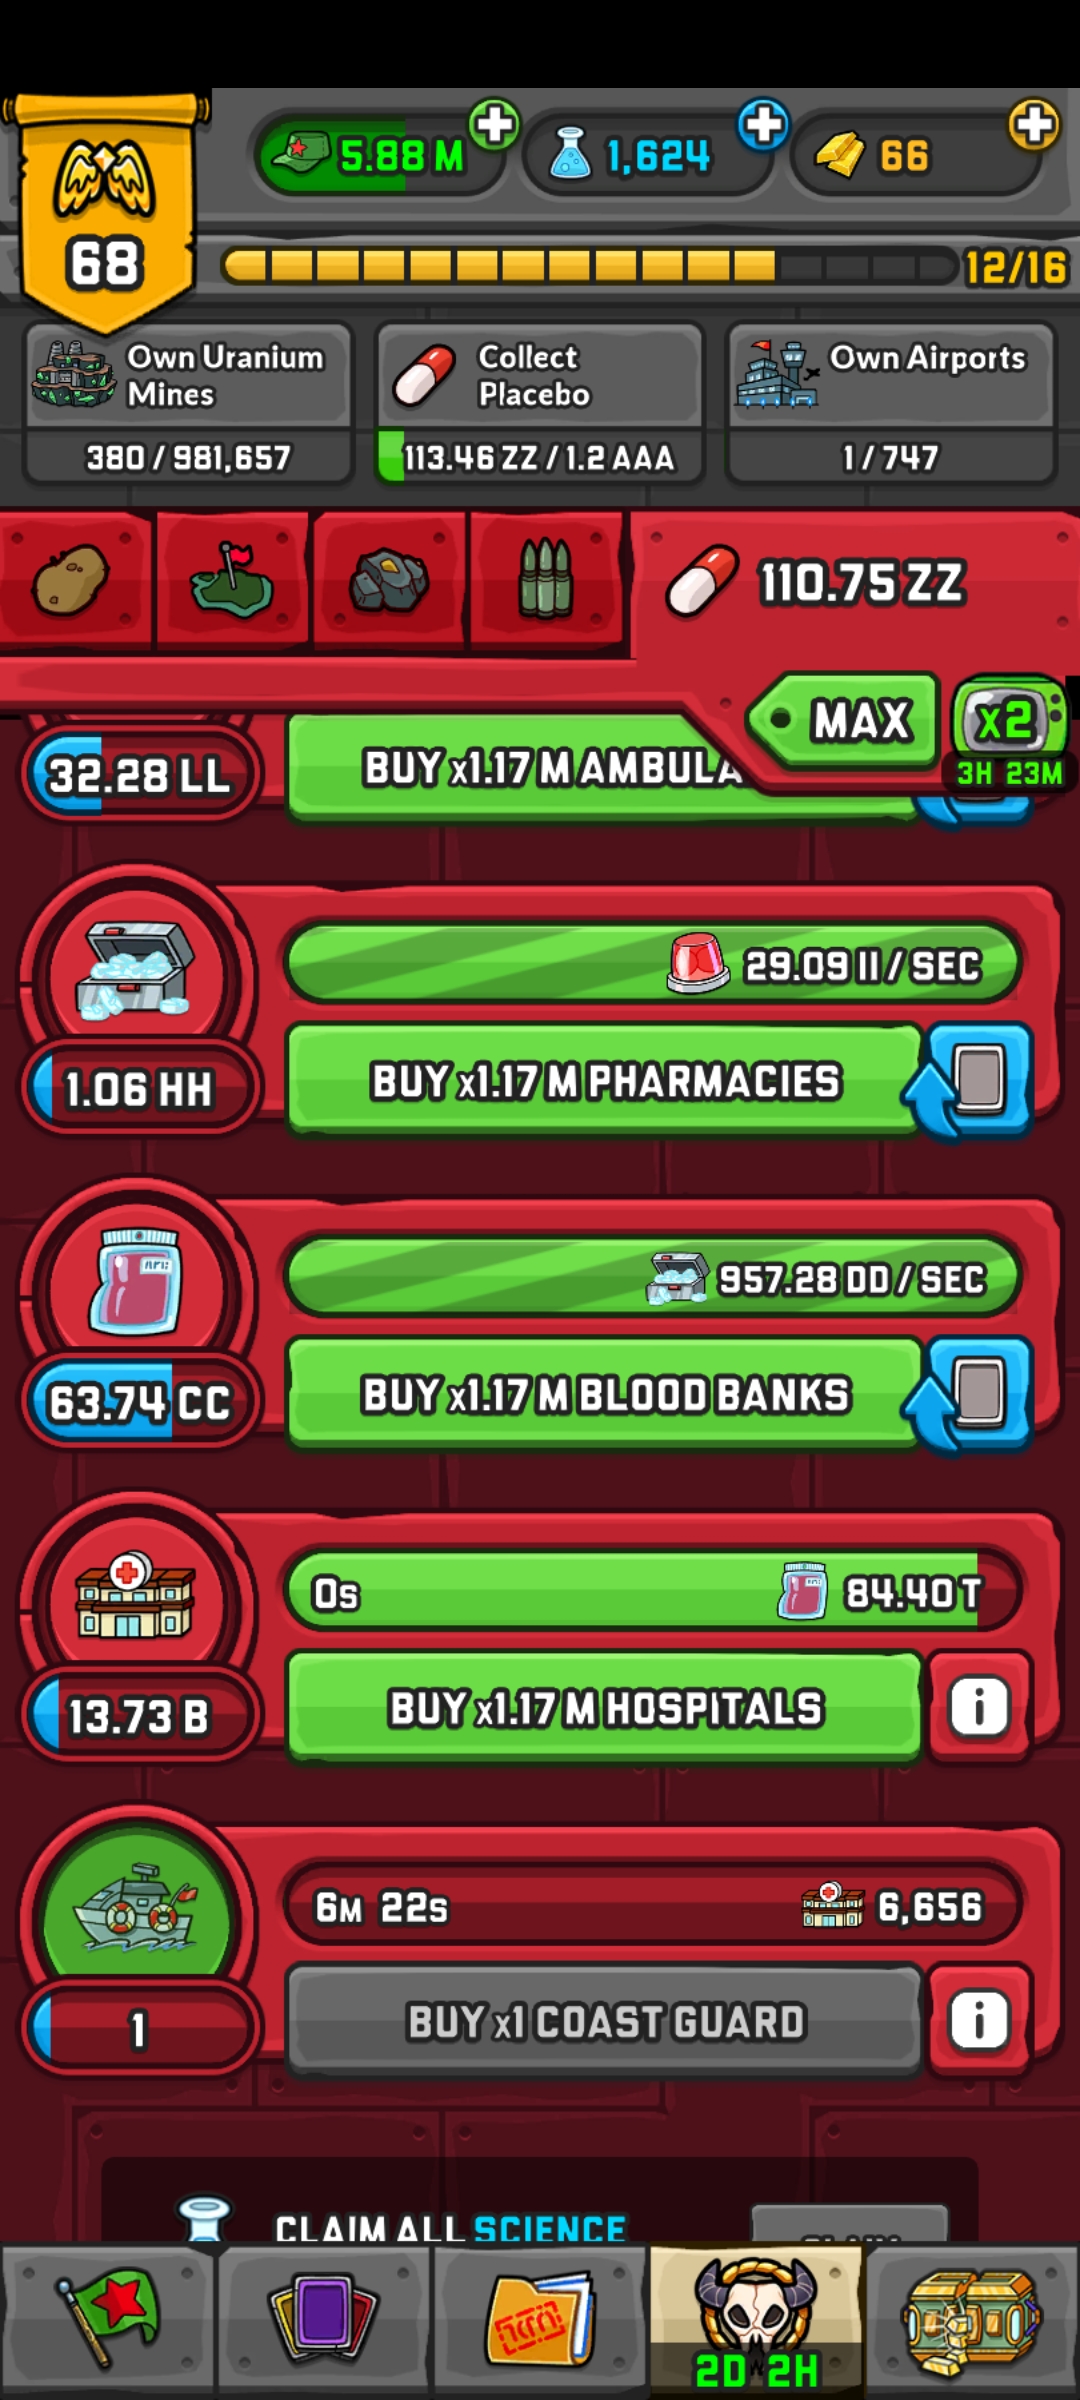 5.88 M
1,624
66
68
12/16
Own Uranium
Mines
380 / 981,657
Collect
Placebo
113.46 ZZ / 1.2 AAA
Own Airports
1 / 747
110.75 ZZ
MAX
x2
3H 23M
32.28 LL
BUY x1.17 M AMBULA
29.09 II / SEC
1.06 HH
BUY x1.17 M PHARMACIES
957.28 DD / SEC
63.74 CC
BUY x1.17 M BLOOD BANKS
0s
84.40 T
13.73 B
BUY x1.17 M HOSPITALS
i
6M 22s
6,656
1
BUY x1 COAST GUARD
i
CLAIM ALL SCIENCE
2D 2H